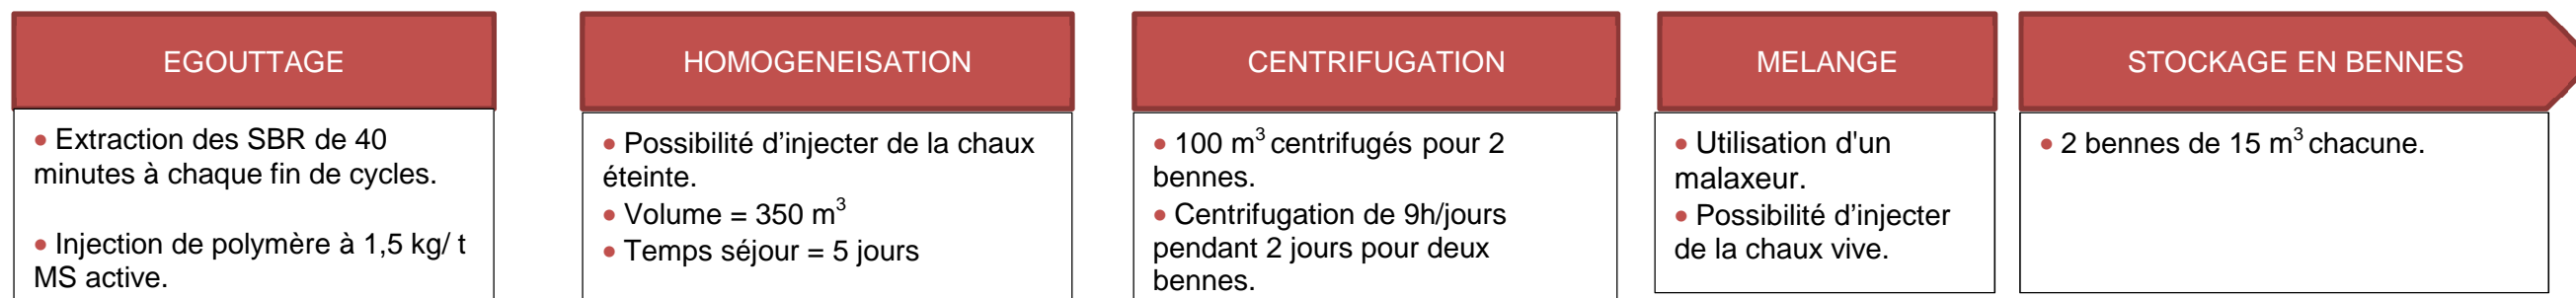 EGOUTTAGE
• Extraction des SBR de 40
minutes à chaque fin de cycles.
• Injection de polymère à 1,5 kg/ t
MS active.
HOMOGENEISATION
• Possibilité d’injecter de la chaux
éteinte.
• Volume = 350 m³
• Temps séjour = 5 jours
CENTRIFUGATION
• 100 m³ centrifugés pour 2
bennes.
• Centrifugation de 9h/jours
pendant 2 jours pour deux
bennes.
MELANGE
• Utilisation d'un
malaxeur.
• Possibilité d’injecter
de la chaux vive.
STOCKAGE EN BENNES
• 2 bennes de 15 m³ chacune.